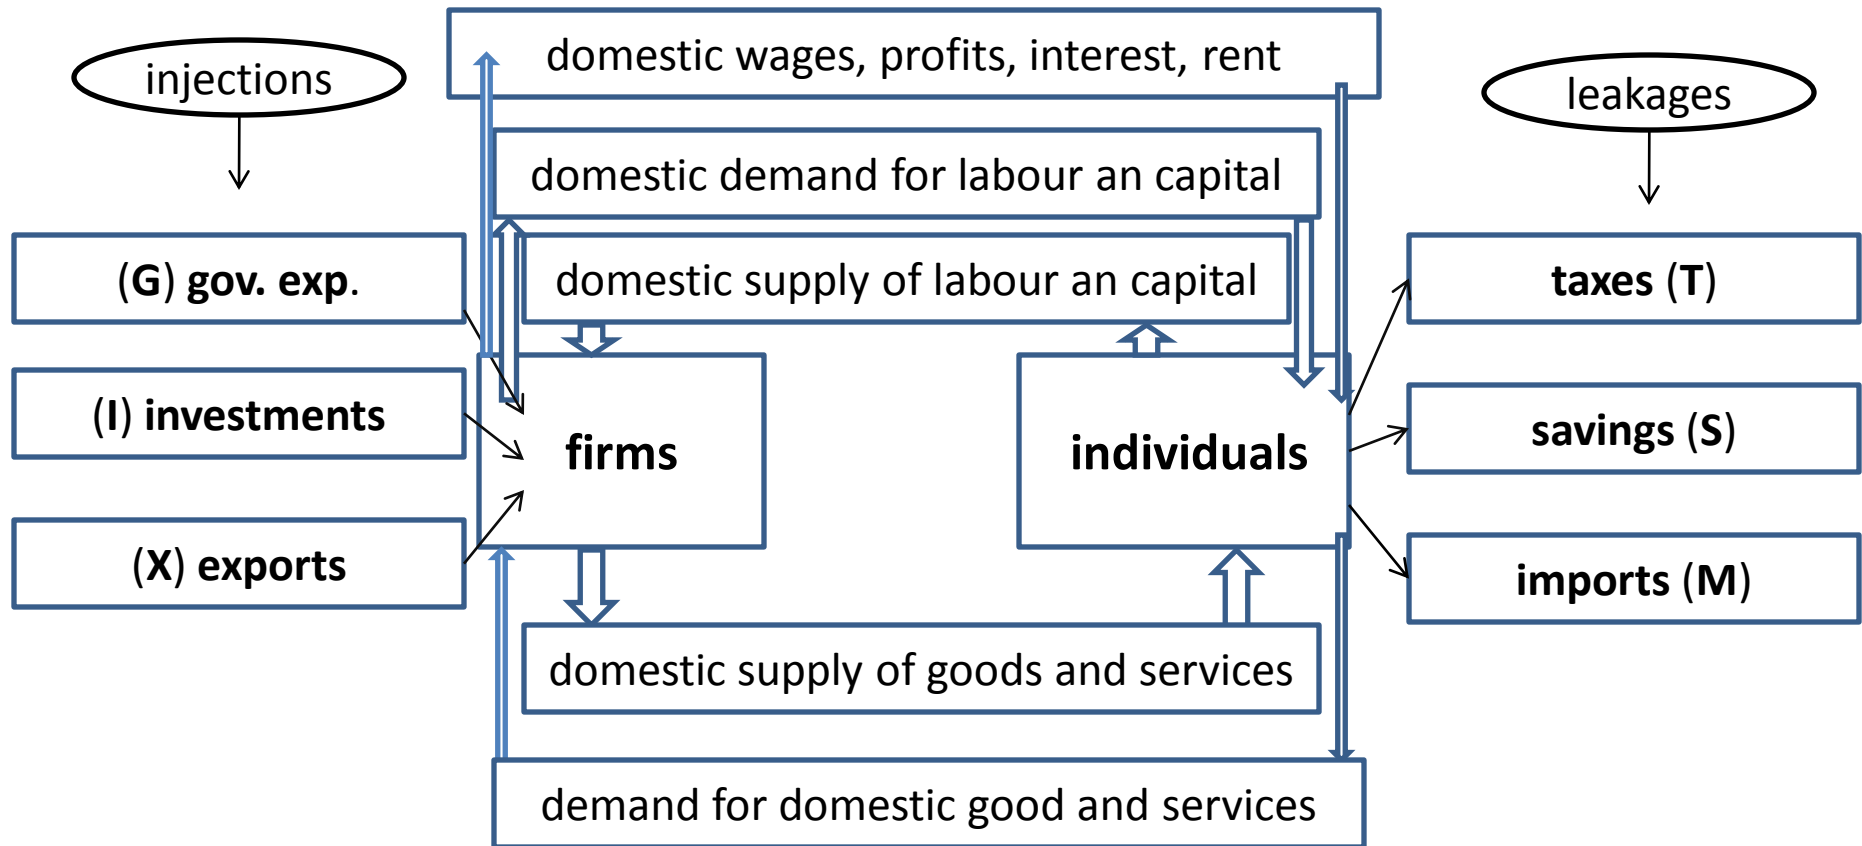 domestic wages, profits, interest, rent
injections
leakages
domestic demand for labour an capital
(G) gov. exp.
domestic supply of labour an capital
taxes (T)
(I) investments
firms
individuals
savings (S)
(X) exports
imports (M)
domestic supply of goods and services
demand for domestic good and services